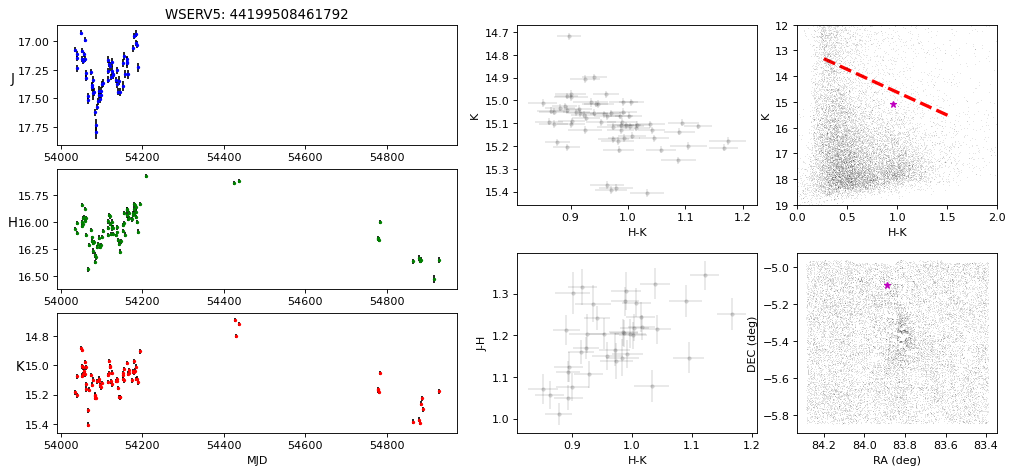 WSERV5: 44199508461792
J
17.00
17.25
17.50
17.75
54000 54200 54400 54600 54800
H
15.75
16.00
16.25
16.50
54000 54200 54400 54600 54800
K
14.8
15.0
15.2
15.4
54000 54200 54400 54600 54800
MJD
K
14.7
14.8
14.9
15.0
15.1
15.2
15.3
15.4
0.9 1.0 1.1 1.2
H-K
K
12
13
14
15
16
17
18
19
0.0 0.5 1.0 1.5 2.0
H-K
J-H
1.3
1.2
1.1
1.0
0.9 1.0 1.1 1.2
H-K
DEC (deg)
−5.0
−5.2
−5.4
−5.6
−5.8
84.2 84.0 83.8 83.6 83.4
RA (deg)